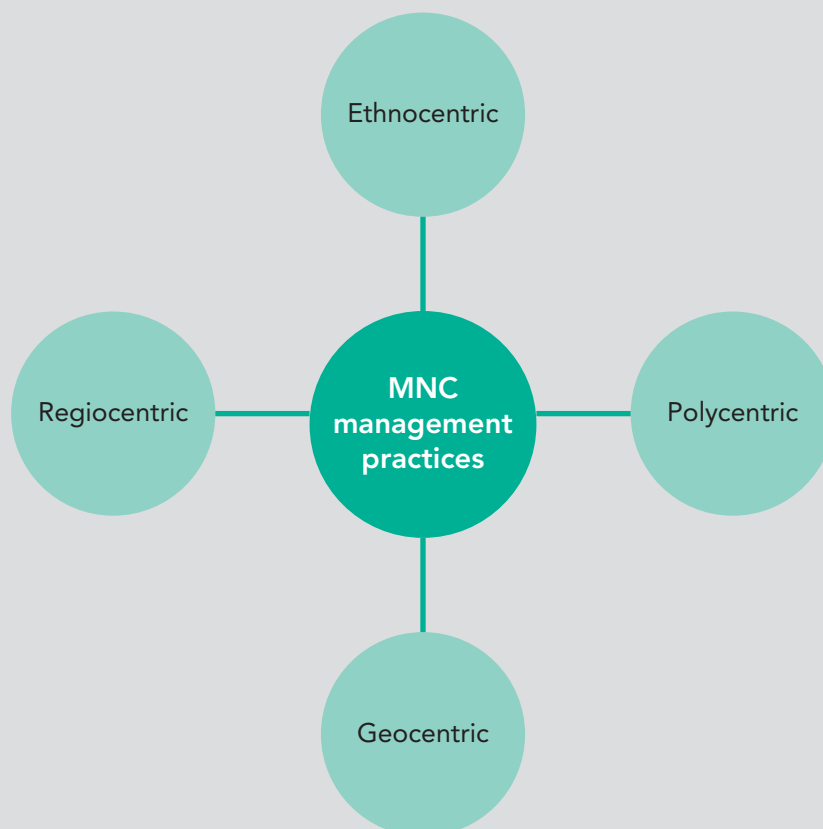 Ethnocentric
Regiocentric
MNC
management
practices
Polycentric
Geocentric